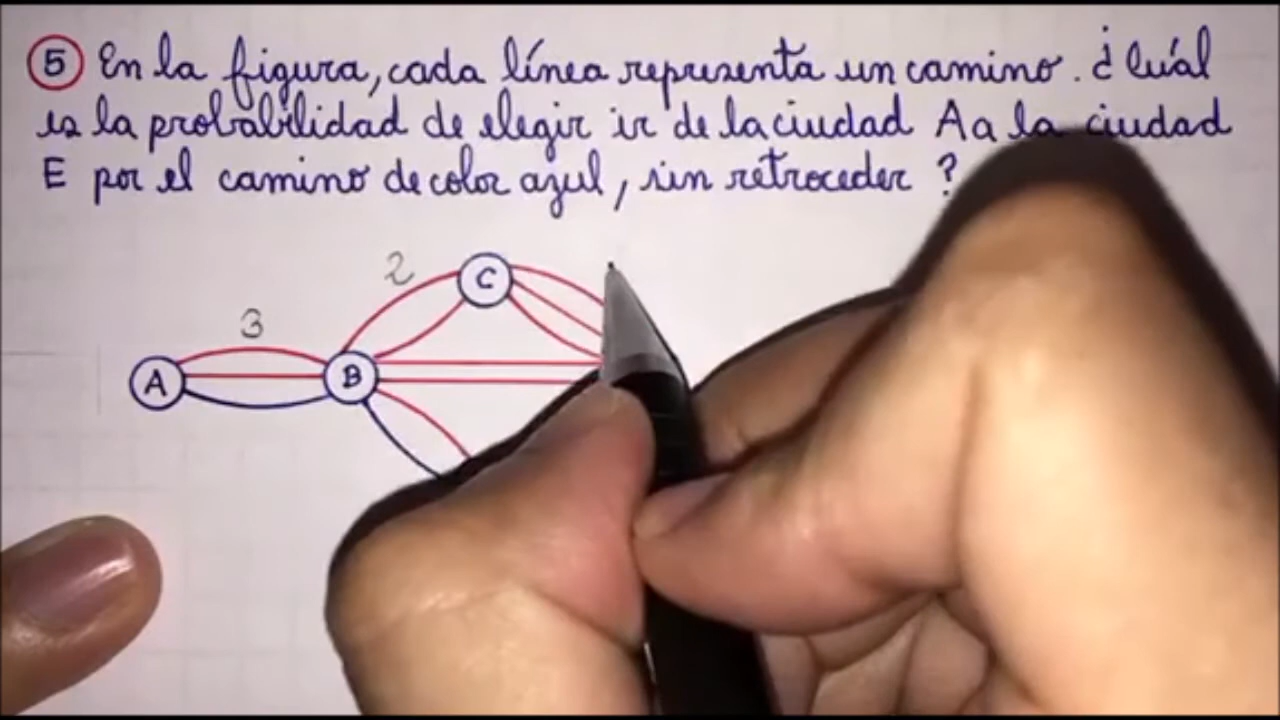 5 En la figura, cada línea representa un camino. ¿Cuál
es la probabilidad de elegir ir de la ciudad A a la ciudad
E por el camino de color azul, sin retroceder ?
2
C
3
A
B